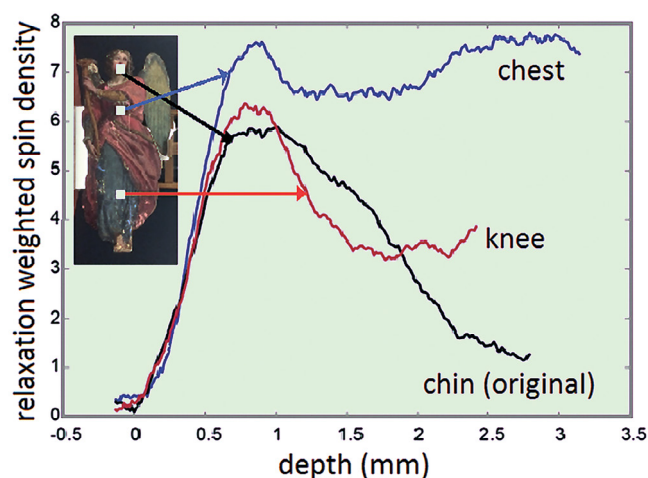 8
7
6
5
4
3
2
1
0
relaxation weighted spin density
chest
knee
chin (original)
-0.5 0 0.5 1 1.5 2 2.5 3 3.5
depth (mm)